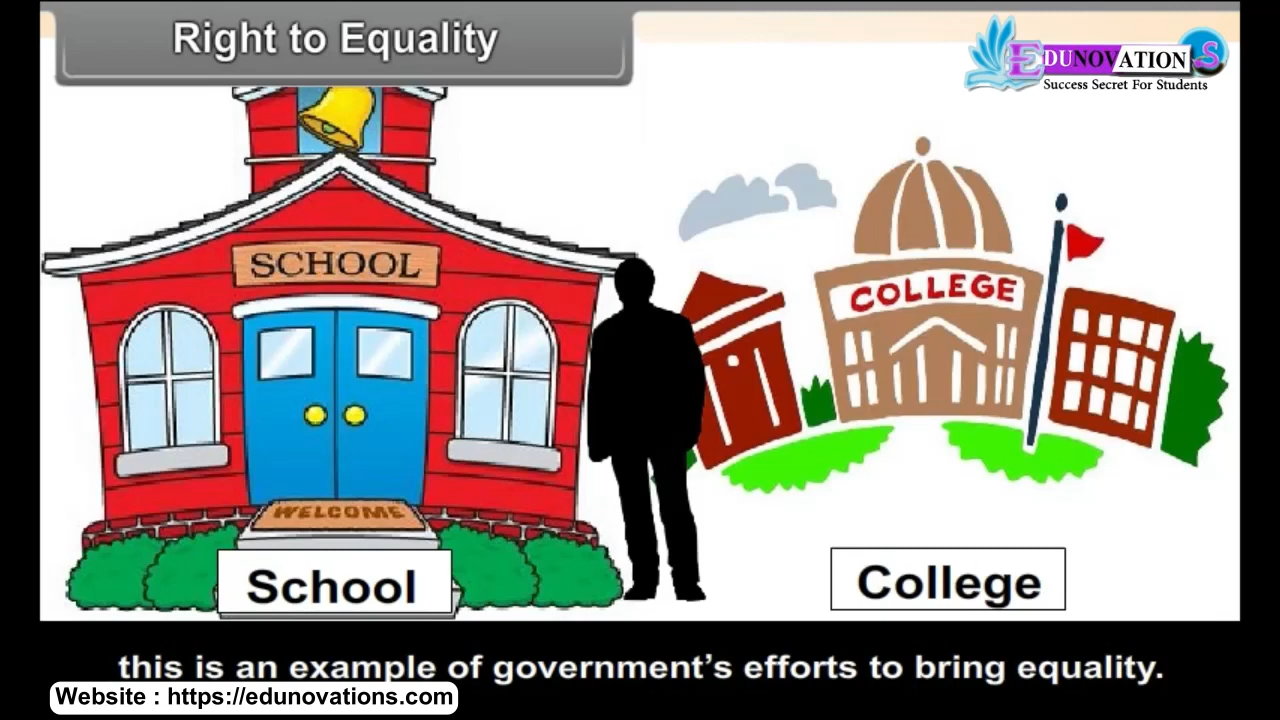 Right to Equality
EDUNOVATION S
Success Secret For Students
SCHOOL
COLLEGE
WELCOME
School
College
this is an example of government’s efforts to bring equality.
Website : https://edunovations.com